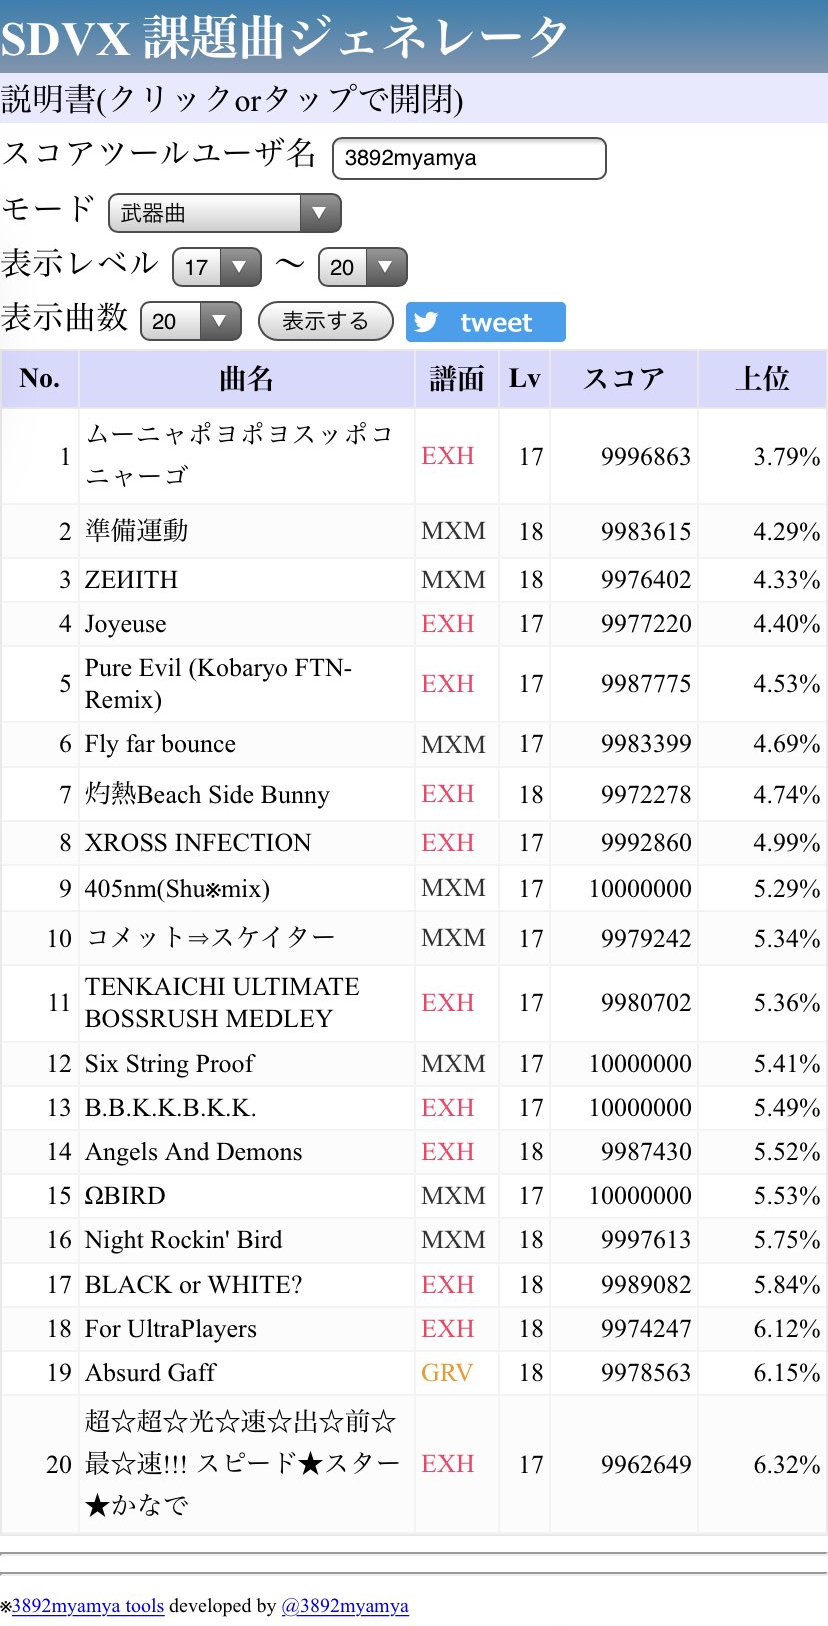 SDVX 課題曲ジェネレータ
説明書(クリックorタップで開閉)
スコアツールユーザ名 3892myamya
モード 武器曲
表示レベル 17 ～ 20
表示曲数 20 表示する tweet
No. 曲名 譜面 Lv スコア 上位
1 ムーニャポヨポヨスッポコ
ニャーゴ EXH 17 9996863 3.79%
2 準備運動 MXM 18 9983615 4.29%
3 ZEИITH MXM 18 9976402 4.33%
4 Joyeuse EXH 17 9977220 4.40%
5 Pure Evil (Kobaryo FTN-
Remix) EXH 17 9987775 4.53%
6 Fly far bounce MXM 17 9983399 4.69%
7 灼熱Beach Side Bunny EXH 18 9972278 4.74%
8 XROSS INFECTION EXH 17 9992860 4.99%
9 405nm(Shu※mix) MXM 17 10000000 5.29%
10 コメット⇒スケイター MXM 17 9979242 5.34%
11 TENKAICHI ULTIMATE
BOSSRUSH MEDLEY EXH 17 9980702 5.36%
12 Six String Proof MXM 17 10000000 5.41%
13 B.B.K.K.B.K.K. EXH 17 10000000 5.49%
14 Angels And Demons EXH 18 9987430 5.52%
15 ΩBIRD MXM 17 10000000 5.53%
16 Night Rockin' Bird MXM 18 9997613 5.75%
17 BLACK or WHITE? EXH 18 9989082 5.84%
18 For UltraPlayers EXH 18 9974247 6.12%
19 Absurd Gaff GRV 18 9978563 6.15%
超☆超☆光☆速☆出☆前☆
20 最☆速!!! スピード★スター EXH 17 9962649 6.32%
★かなで
※3892myamya tools developed by @3892myamya